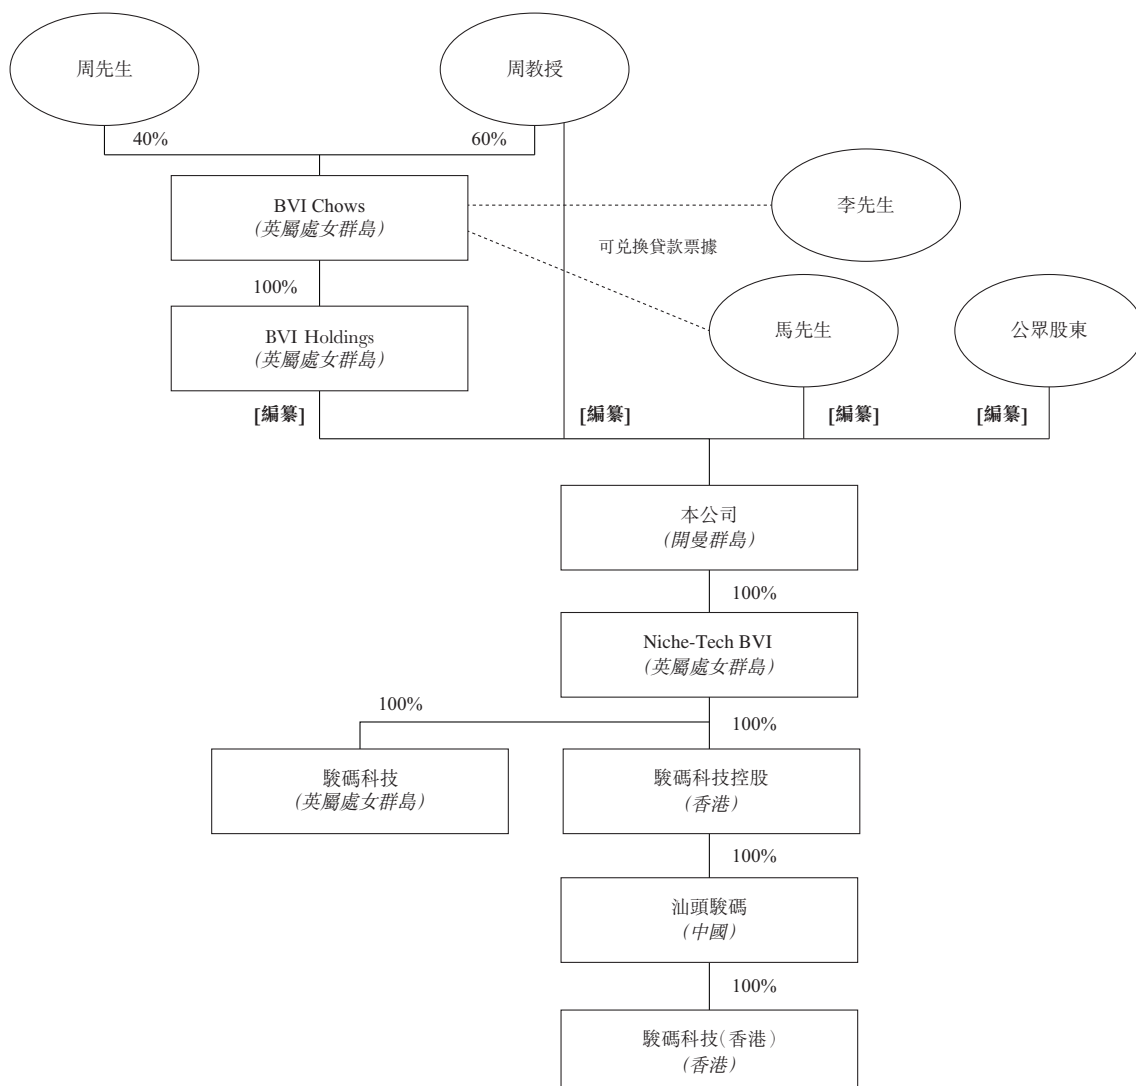 周先生
周教授
40%
60%
BVI Chows
(英屬處女群島)
李先生
可兌換貸款票據
100%
BVI Holdings
(英屬處女群島)
馬先生
公眾股東
[編纂]
[編纂]
[編纂]
[編纂]
本公司
(開曼群島)
100%
Niche-Tech BVI
(英屬處女群島)
100%
100%
駿碼科技
(英屬處女群島)
駿碼科技控股
(香港)
100%
汕頭駿碼
(中國)
100%
駿碼科技(香港)
(香港)